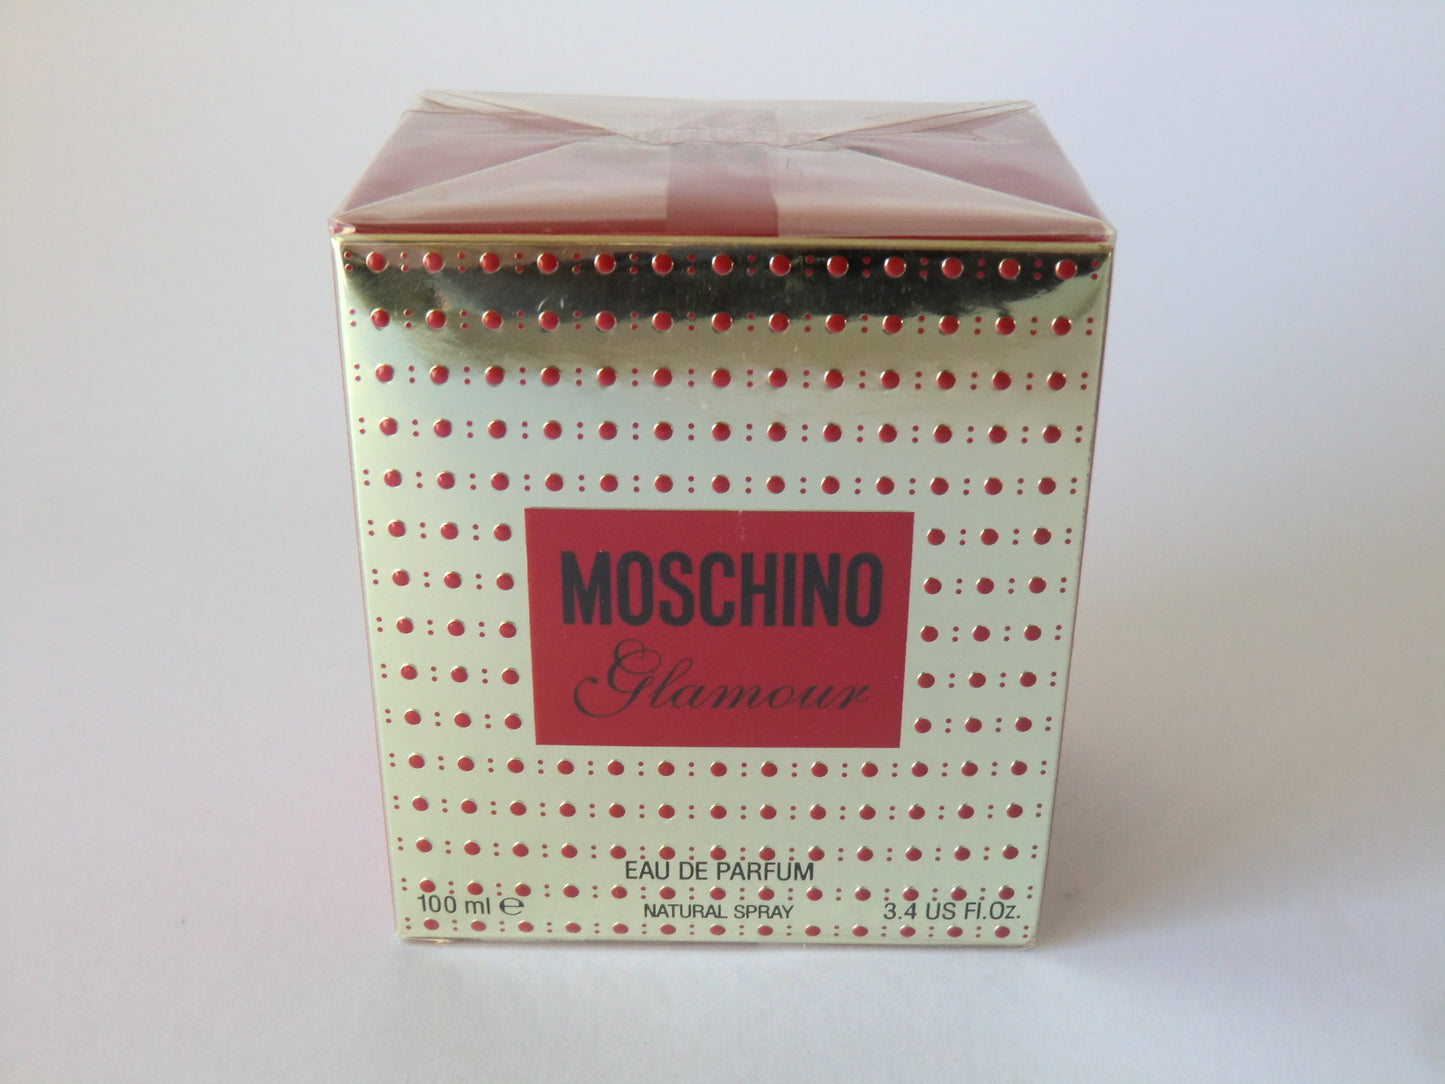 MOSCHINO
Glamour
EAU DE PARFUM
100 ml ℮
NATURAL SPRAY
3.4 US Fl.Oz.